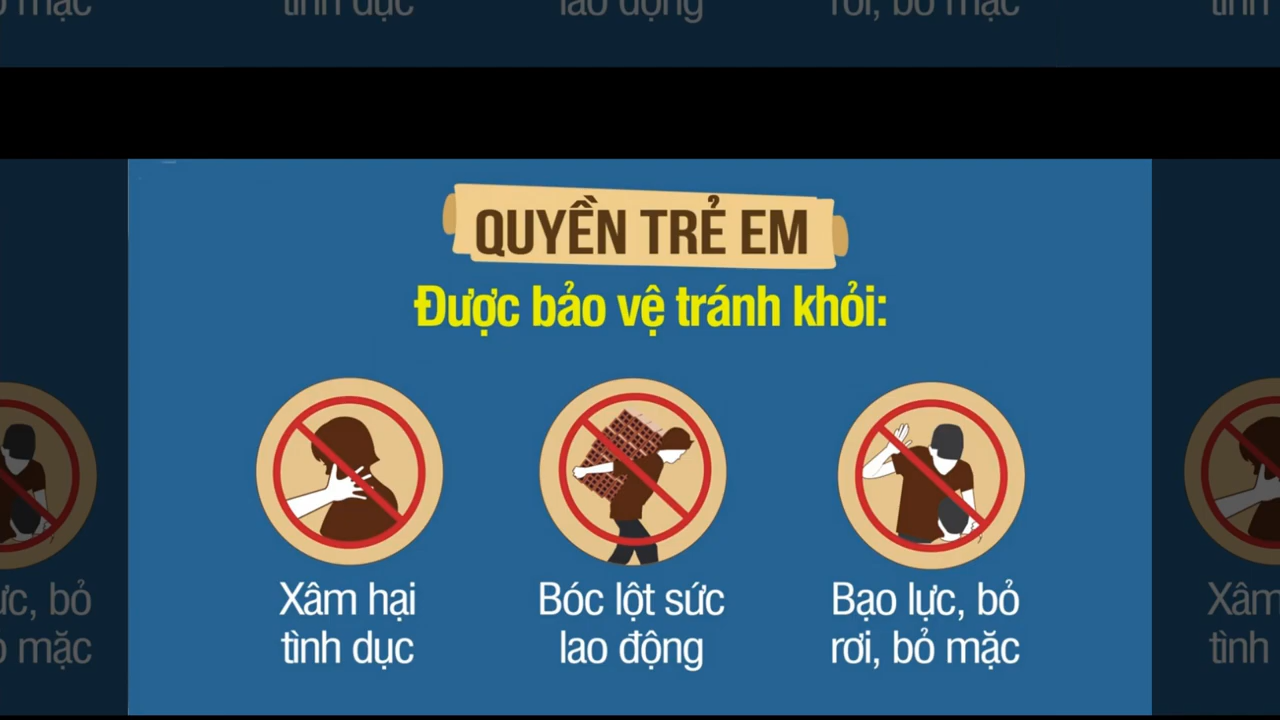 QUYỀN TRẺ EM
Được bảo vệ tránh khỏi:
Xâm hại
tình dục
Bóc lột sức
lao động
Bạo lực, bỏ
rơi, bỏ mặc